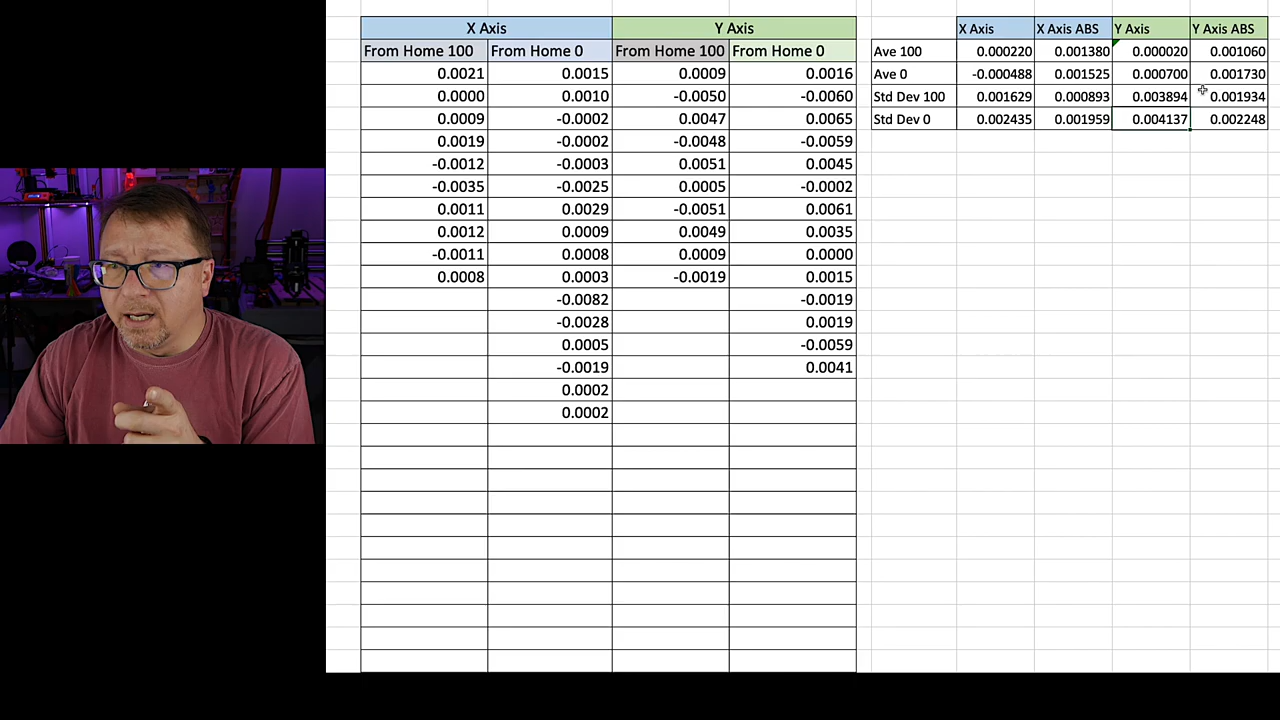 X Axis Y Axis
From Home 100 From Home 0 From Home 100 From Home 0
0.0021 0.0015 0.0009 0.0016
0.0000 0.0010 -0.0050 -0.0060
0.0009 -0.0002 0.0047 0.0065
0.0019 -0.0002 -0.0048 -0.0059
-0.0012 -0.0003 0.0051 0.0045
-0.0035 -0.0025 0.0005 -0.0002
0.0011 0.0029 -0.0051 0.0061
0.0012 0.0009 0.0049 0.0035
-0.0011 0.0008 0.0009 0.0000
0.0008 0.0003 -0.0019 0.0015
-0.0082 -0.0019
-0.0028 0.0019
0.0005 -0.0059
-0.0019 0.0041
0.0002
0.0002
X Axis X Axis ABS Y Axis Y Axis ABS
Ave 100 0.000220 0.001380 0.000020 0.001060
Ave 0 -0.000488 0.001525 0.000700 0.001730
Std Dev 100 0.001629 0.000893 0.003894 0.001934
Std Dev 0 0.002435 0.001959 0.004137 0.002248